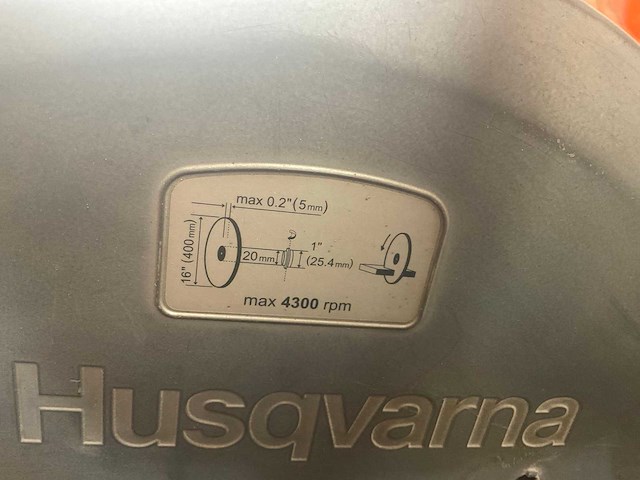 max 0.2" (5mm)
16" (400mm)
20mm
1"
(25.4mm)
max 4300 rpm
Husqvarna